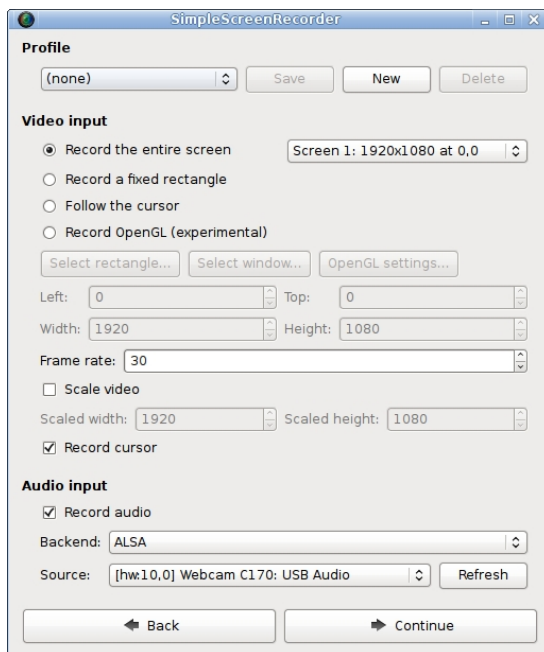 SimpleScreenRecorder
Profile
(none) Save New Delete
Video input
Record the entire screen Screen 1: 1920x1080 at 0,0
Record a fixed rectangle
Follow the cursor
Record OpenGL (experimental)
Select rectangle... Select window... OpenGL settings...
Left: 0 Top: 0
Width: 1920 Height: 1080
Frame rate: 30
Scale video
Scaled width: 1920 Scaled height: 1080
Record cursor
Audio input
Record audio
Backend: ALSA
Source: [hw:10,0] Webcam C170: USB Audio Refresh
Back Continue